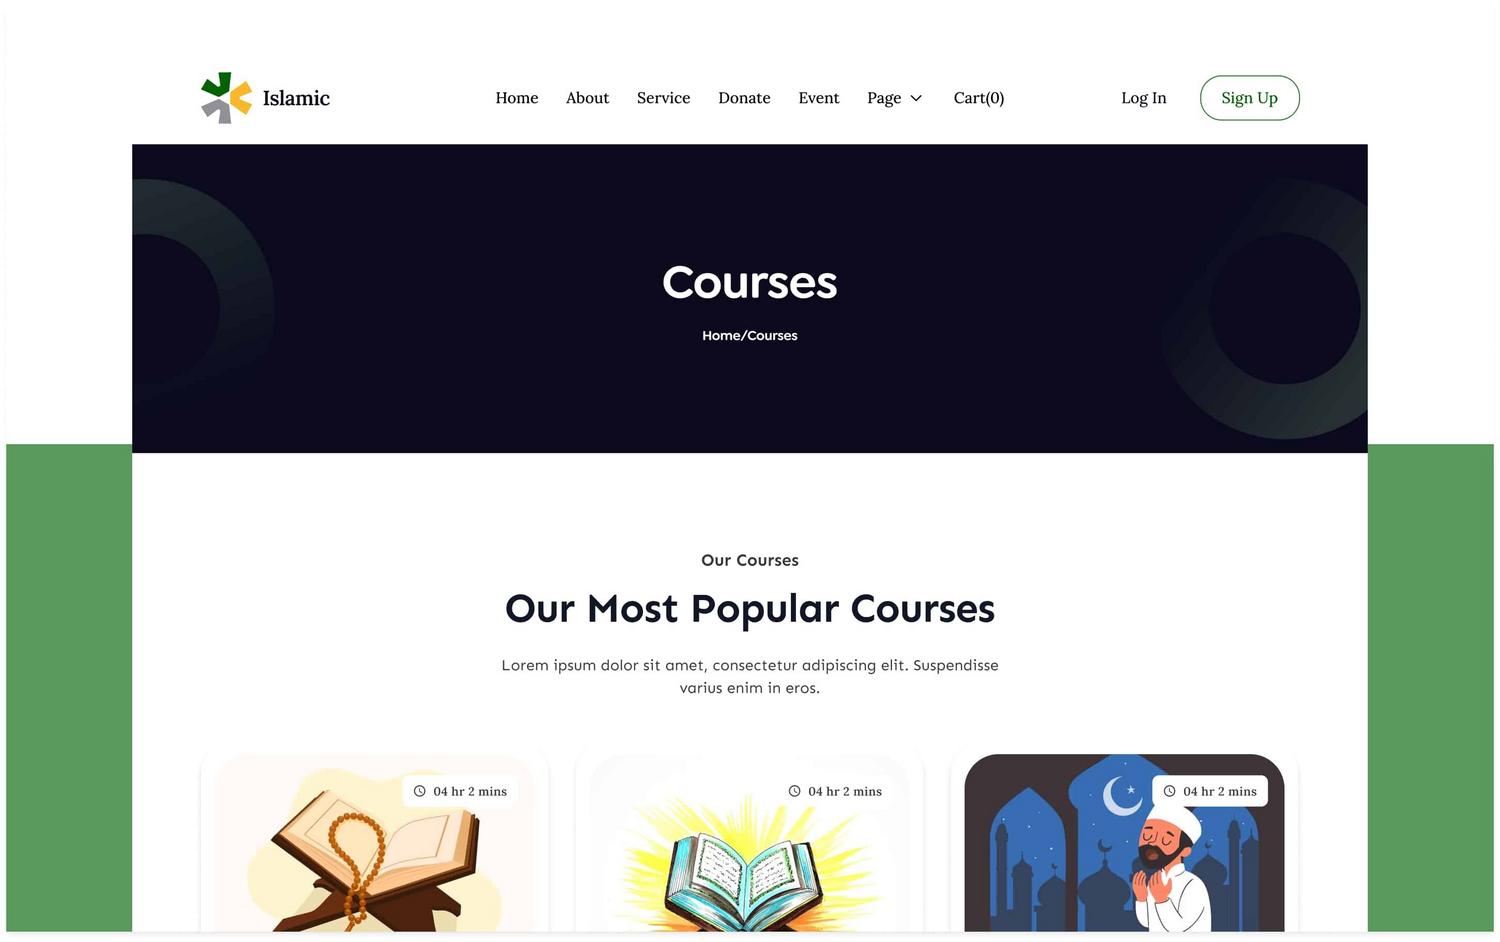 Islamic
Home About Service Donate Event Page Cart(0)
Log In Sign Up
Courses
Home/Courses
Our Courses
Our Most Popular Courses
Lorem ipsum dolor sit amet, consectetur adipiscing elit. Suspendisse
varius enim in eros.
04 hr 2 mins
04 hr 2 mins
04 hr 2 mins